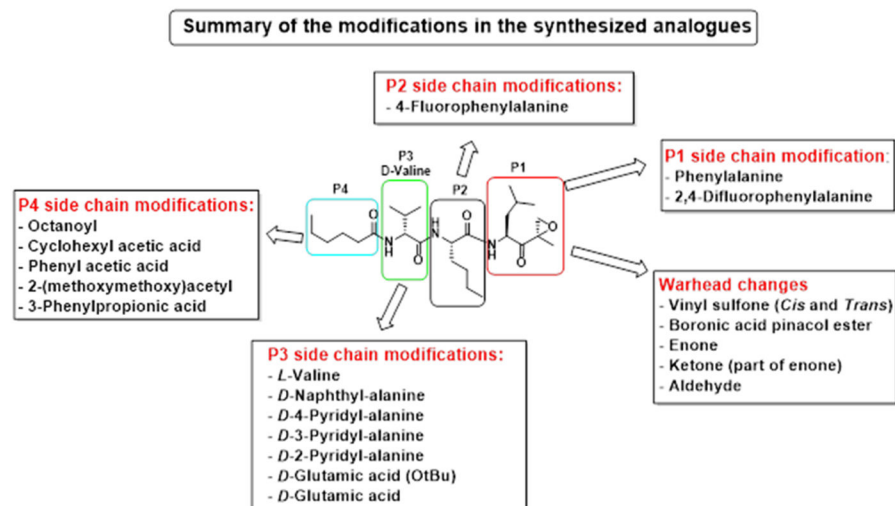 Summary of the modifications in the synthesized analogues
P2 side chain modifications:
- 4-Fluorophenylalanine
P1 side chain modification:
- Phenylalanine
- 2,4-Difluorophenylalanine
P4 side chain modifications:
- Octanoyl
- Cyclohexyl acetic acid
- Phenyl acetic acid
- 2-(methoxymethoxy)acetyl
- 3-Phenylpropionic acid
P4
P3
D-Valine
P2
P1
O
H
N
O
O
N
H
O
N
H
O
O
Warhead changes
- Vinyl sulfone (Cis and Trans)
- Boronic acid pinacol ester
- Enone
- Ketone (part of enone)
- Aldehyde
P3 side chain modifications:
- L-Valine
- D-Naphthyl-alanine
- D-4-Pyridyl-alanine
- D-3-Pyridyl-alanine
- D-2-Pyridyl-alanine
- D-Glutamic acid (OtBu)
- D-Glutamic acid